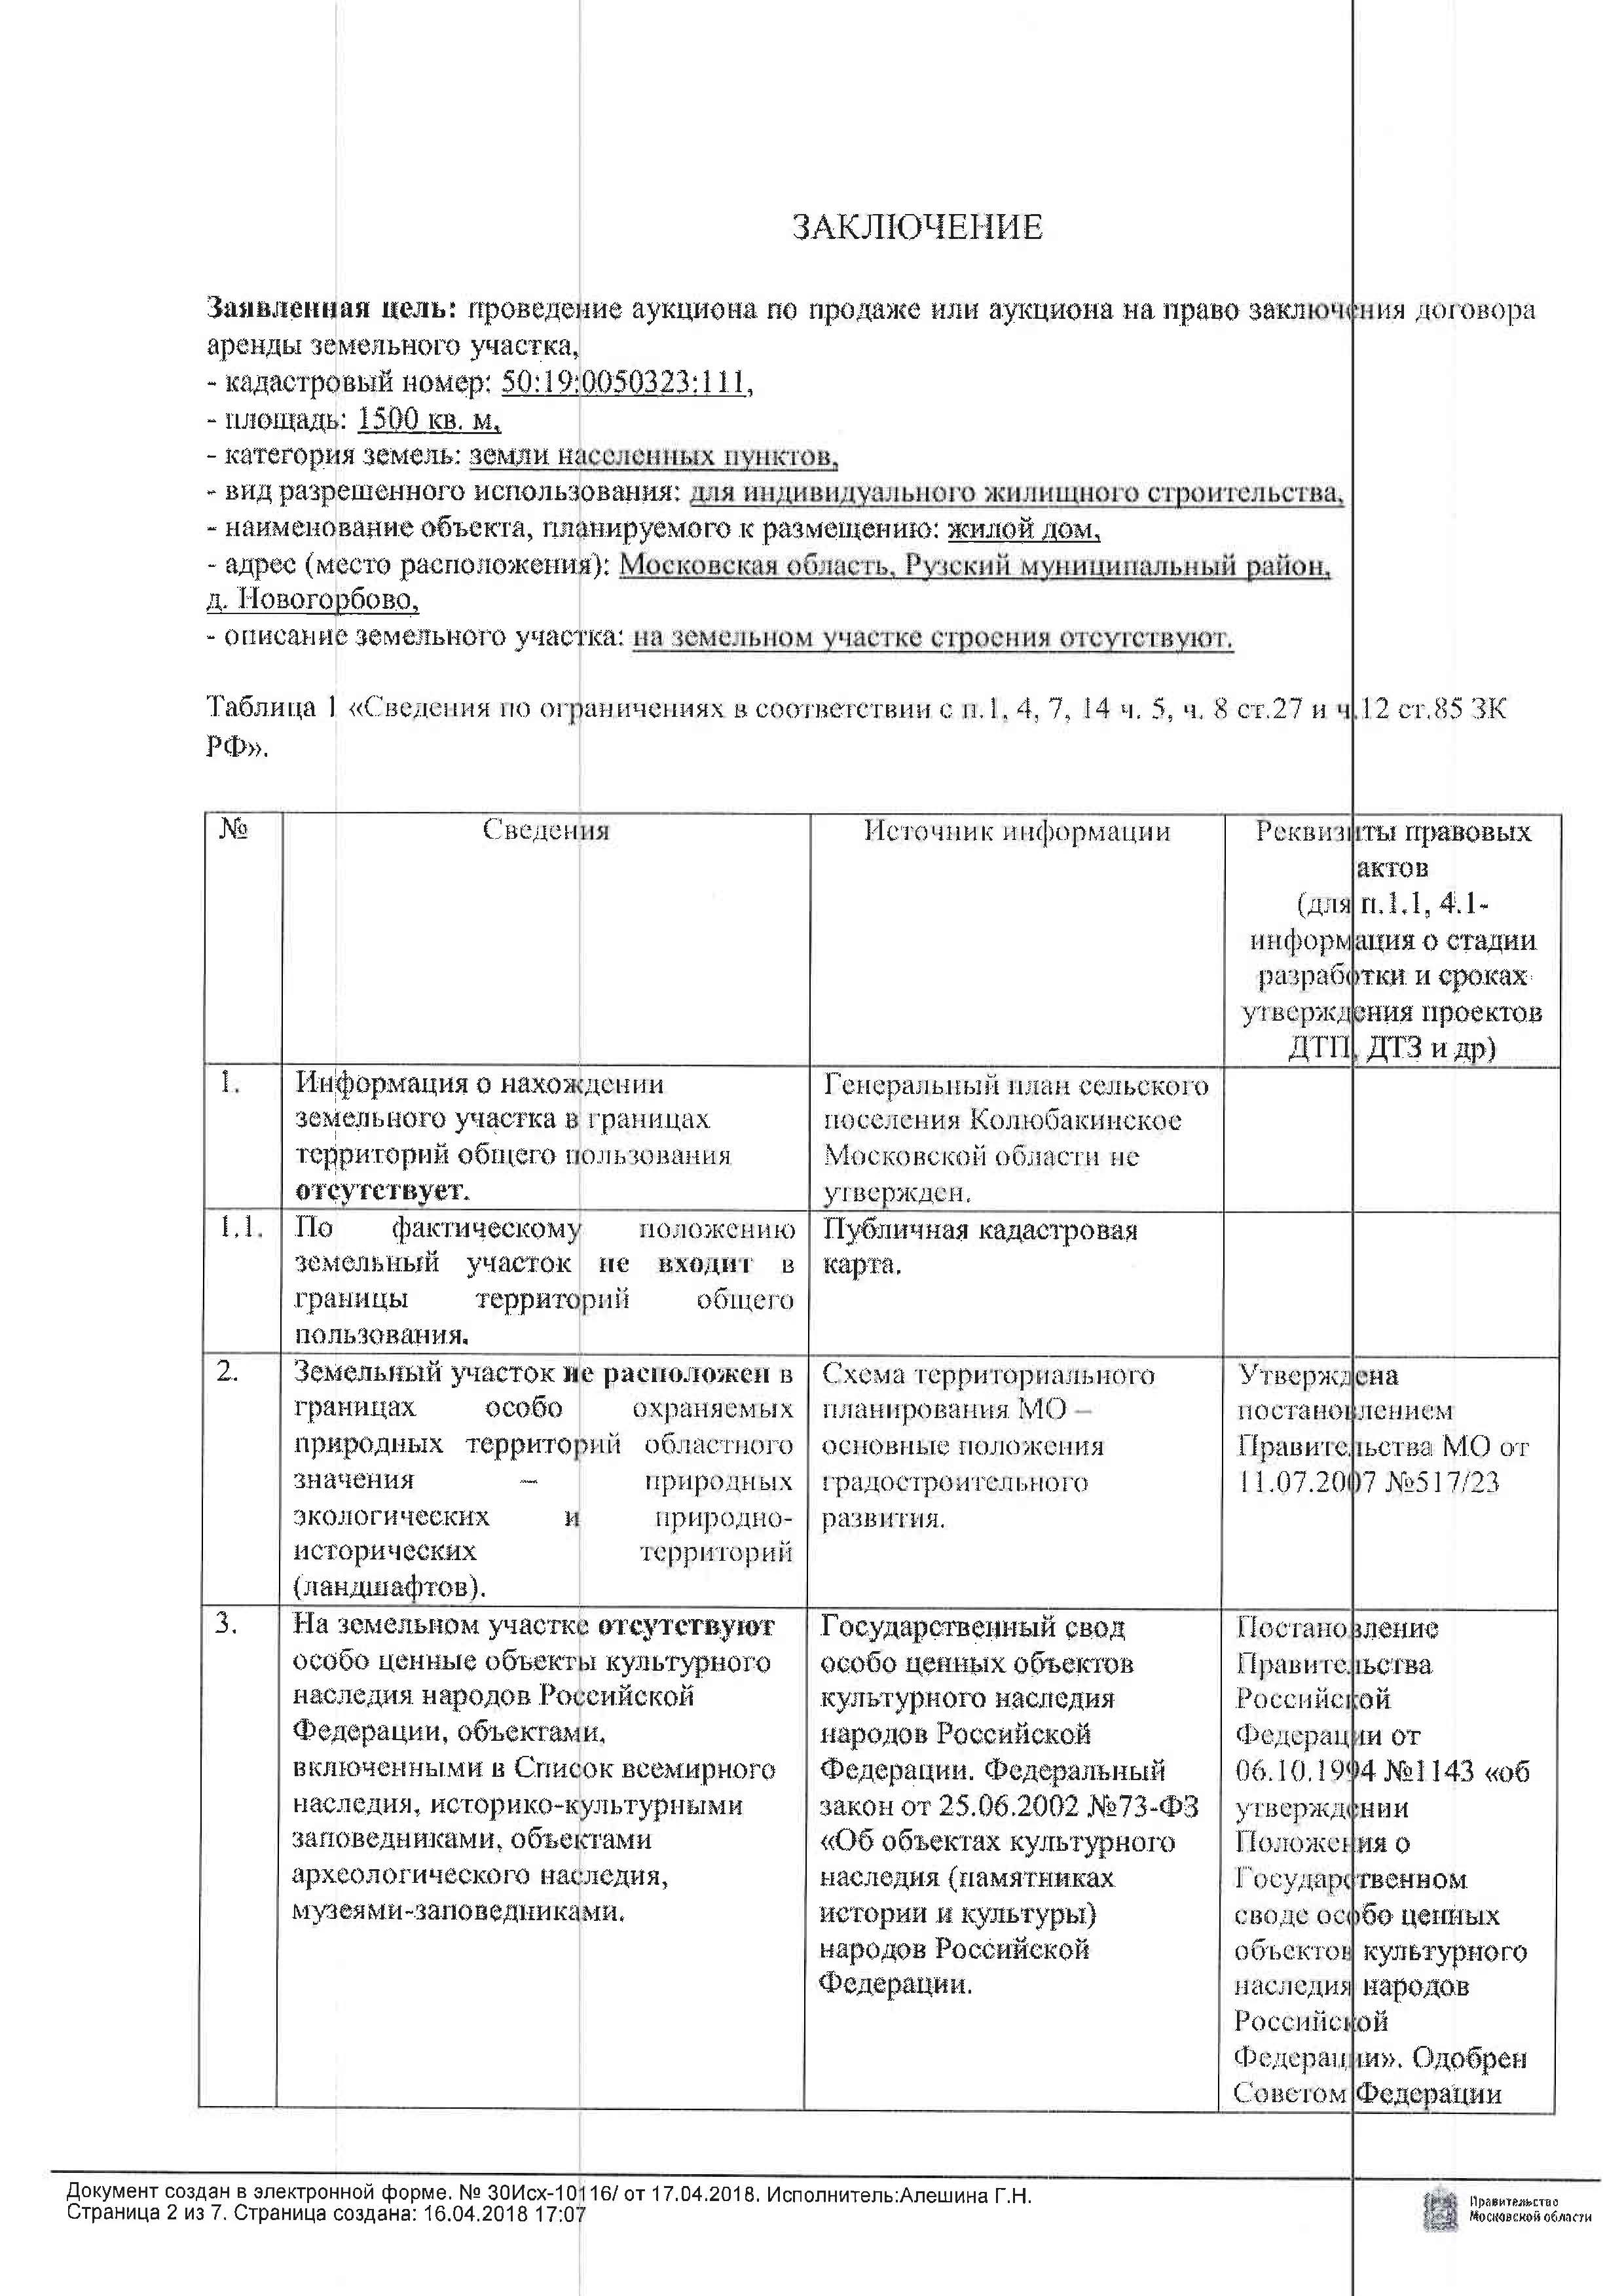 ЗАКЛЮЧЕНИЕ
Заявленная цель: проведение аукциона по продаже или аукциона на право заключения договора
аренды земельного участка,
- кадастровый номер: 50:19:0050323:111,
- площадь: 1500 кв. м,
- категория земель: земли населенных пунктов,
- вид разрешенного использования: для индивидуального жилищного строительства,
- наименование объекта, планируемого к размещению: жилой дом,
- адрес (место расположения): Московская область, Рузский муниципальный район,
д. Новогорбово,
- описание земельного участка: на земельном участке строения отсутствуют.
Таблица 1 «Сведения по ограничениях в соответствии с п.1, 4, 7, 14 ч. 5, ч. 8 ст.27 и ч.12 ст.85 ЗК
РФ».
№
Сведения
Источник информации
Реквизиты правовых
актов
(для п.1.1, 4.1-
информация о стадии
разработки и сроках
утверждения проектов
ДТП, ДТЗ и др)
1.
Информация о нахождении
земельного участка в границах
территорий общего пользования
отсутствует.
Генеральный план сельского
поселения Колюбакинское
Московской области не
утвержден.
1.1.
По фактическому положению
земельный участок не входит в
границы территорий общего
пользования.
Публичная кадастровая
карта.
2.
Земельный участок не расположен в
границах особо охраняемых
природных территорий областного
значения – природных
экологических и природно-
исторических территорий
(ландшафтов).
Схема территориального
планирования МО –
основные положения
градостроительного
развития.
Утверждена
постановлением
Правительства МО от
11.07.2007 №517/23
3.
На земельном участке отсутствуют
особо ценные объекты культурного
наследия народов Российской
Федерации, объектами,
включенными в Список всемирного
наследия, историко-культурными
заповедниками, объектами
археологического наследия,
музеями-заповедниками.
Государственный свод
особо ценных объектов
культурного наследия
народов Российской
Федерации. Федеральный
закон от 25.06.2002 №73-ФЗ
«Об объектах культурного
наследия (памятниках
истории и культуры)
народов Российской
Федерации.
Постановление
Правительства
Российской
Федерации от
06.10.1994 №1143 «об
утверждении
Положения о
Государственном
своде особо ценных
объектов культурного
наследия народов
Российской
Федерации». Одобрен
Советом Федерации
Документ создан в электронной форме. № 30Исх-10116/ от 17.04.2018. Исполнитель:Алешина Г.Н.
Страница 2 из 7. Страница создана: 16.04.2018 17:07
Правительство
Московской области